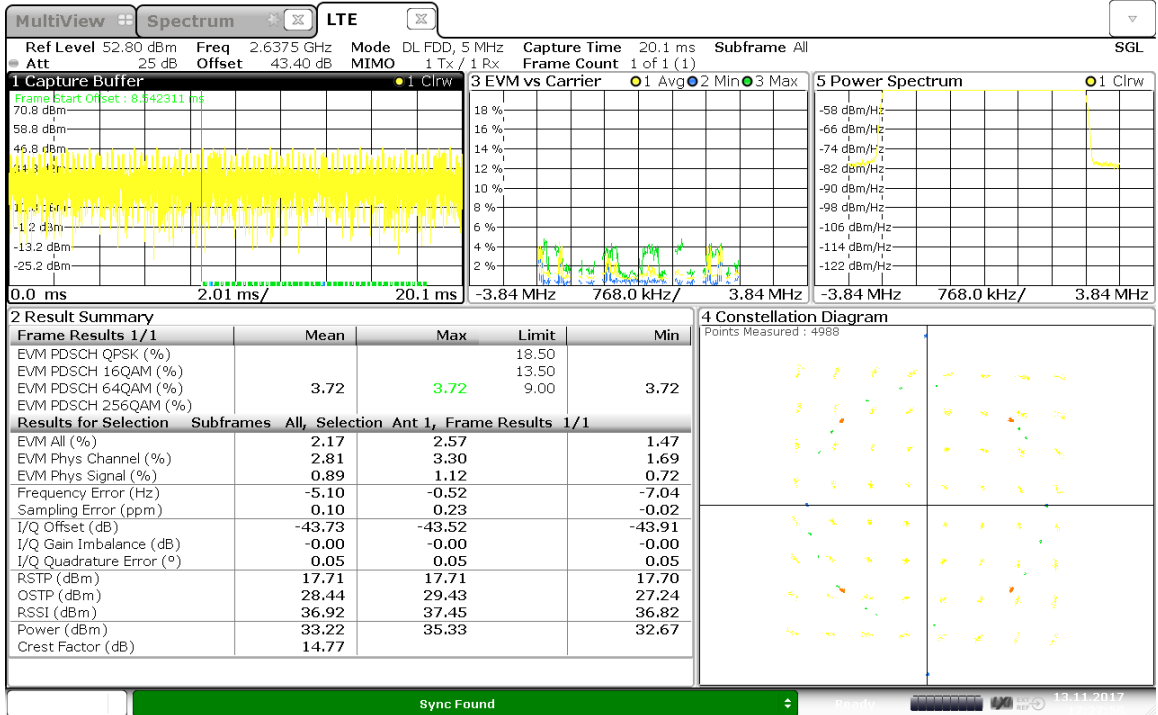 MultiView Spectrum LTE
Ref Level 52.80 dBm Freq 2.6375 GHz Mode DL FDD, 5 MHz Capture Time 20.1 ms Subframe All SGL
Att 25 dB Offset 43.40 dB MIMO 1 Tx / 1 Rx Frame Count 1 of 1 (1)
1 Capture Buffer 1 Clrw
Frame Start Offset : 8.542311 ms
70.8 dBm
58.8 dBm
46.8 dBm
-1.2 dBm
-13.2 dBm
-25.2 dBm
0.0 ms 2.01 ms/ 20.1 ms
3 EVM vs Carrier 1 Avg 2 Min 3 Max
18 %
16 %
14 %
12 %
10 %
8 %
6 %
4 %
2 %
-3.84 MHz 768.0 kHz/ 3.84 MHz
5 Power Spectrum 1 Clrw
-58 dBm/Hz
-66 dBm/Hz
-74 dBm/Hz
-82 dBm/Hz
-90 dBm/Hz
-98 dBm/Hz
-106 dBm/Hz
-114 dBm/Hz
-122 dBm/Hz
-3.84 MHz 768.0 kHz/ 3.84 MHz
2 Result Summary
Frame Results 1/1 Mean Max Limit Min
EVM PDSCH QPSK (%) 18.50
EVM PDSCH 16QAM (%) 13.50
EVM PDSCH 64QAM (%) 3.72 3.72 9.00 3.72
EVM PDSCH 256QAM (%)
Results for Selection Subframes All, Selection Ant 1, Frame Results 1/1
EVM All (%) 2.17 2.57 1.47
EVM Phys Channel (%) 2.81 3.30 1.69
EVM Phys Signal (%) 0.89 1.12 0.72
Frequency Error (Hz) -5.10 -0.52 -7.04
Sampling Error (ppm) 0.10 0.23 -0.02
I/Q Offset (dB) -43.73 -43.52 -43.91
I/Q Gain Imbalance (dB) -0.00 -0.00 -0.00
I/Q Quadrature Error (°) 0.05 0.05 0.05
RSTP (dBm) 17.71 17.71 17.70
OSTP (dBm) 28.44 29.43 27.24
RSSI (dBm) 36.92 37.45 36.82
Power (dBm) 33.22 35.33 32.67
Crest Factor (dB) 14.77
4 Constellation Diagram
Points Measured : 4988
Sync Found
Ready
LXI
EXT
REF
13.11.2017